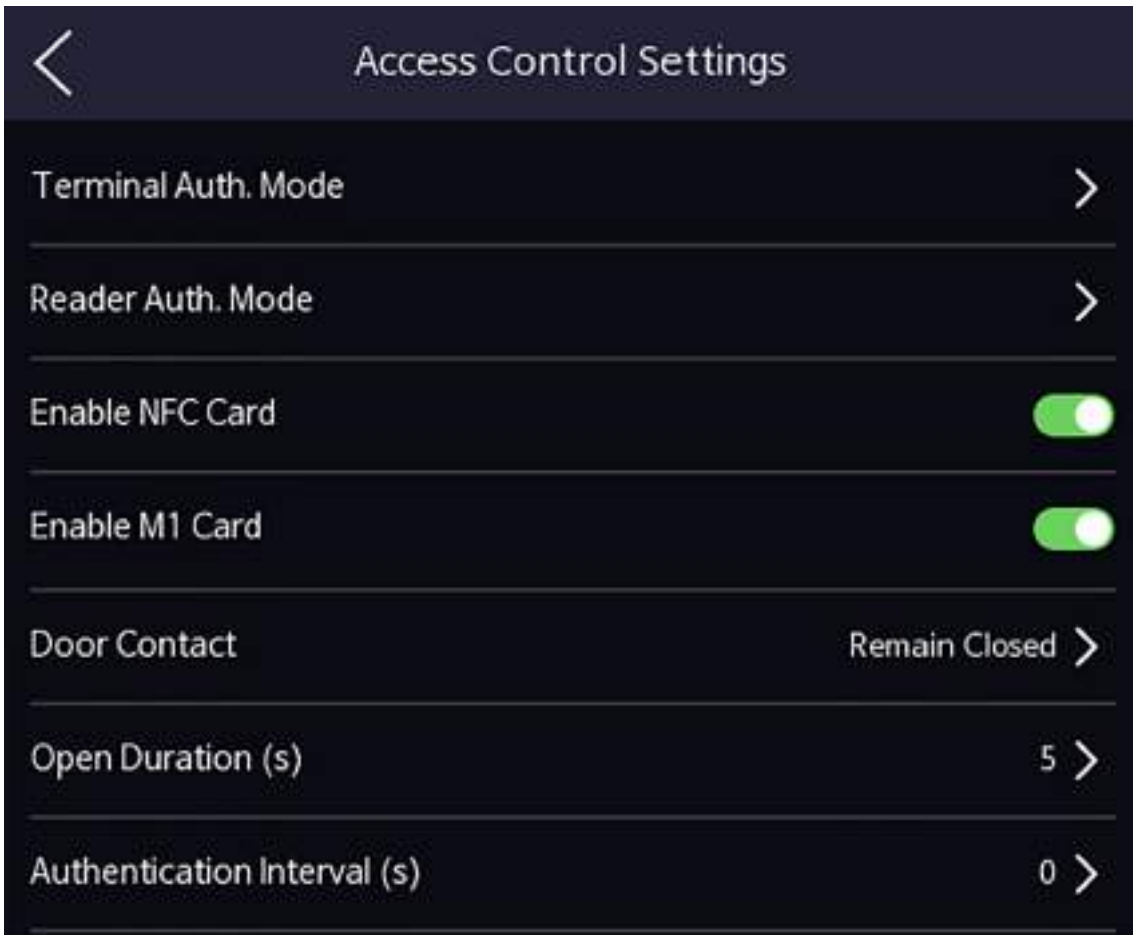 Access Control Settings
Terminal Auth. Mode
Reader Auth. Mode
Enable NFC Card
Enable M1 Card
Door Contact Remain Closed
Open Duration (s) 5
Authentication Interval (s) 0